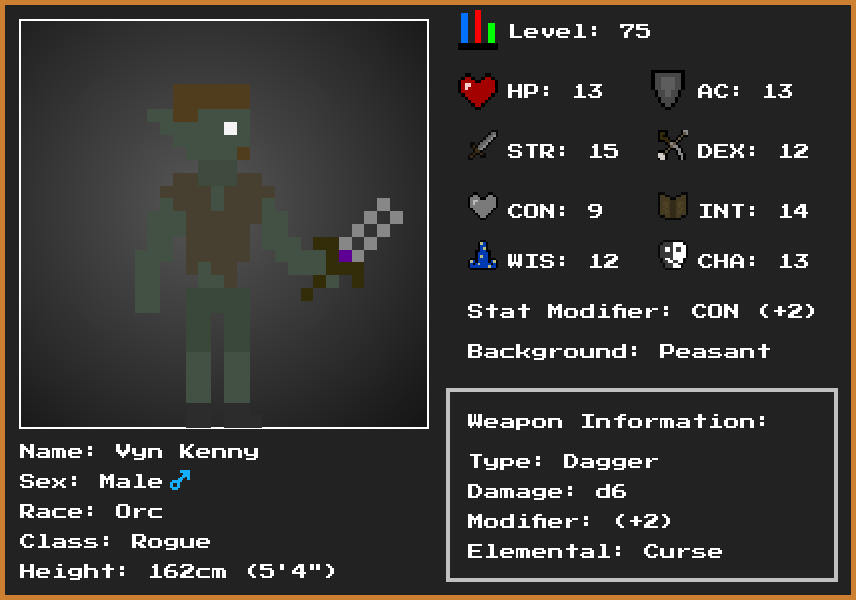 Level: 75
HP: 13
AC: 13
STR: 15
DEX: 12
CON: 9
INT: 14
WIS: 12
CHA: 13
Stat Modifier: CON (+2)
Background: Peasant
Weapon Information:
Type: Dagger
Damage: d6
Modifier: (+2)
Elemental: Curse
Name: Vyn Kenny
Sex: Male ♂
Race: Orc
Class: Rogue
Height: 162cm (5'4")